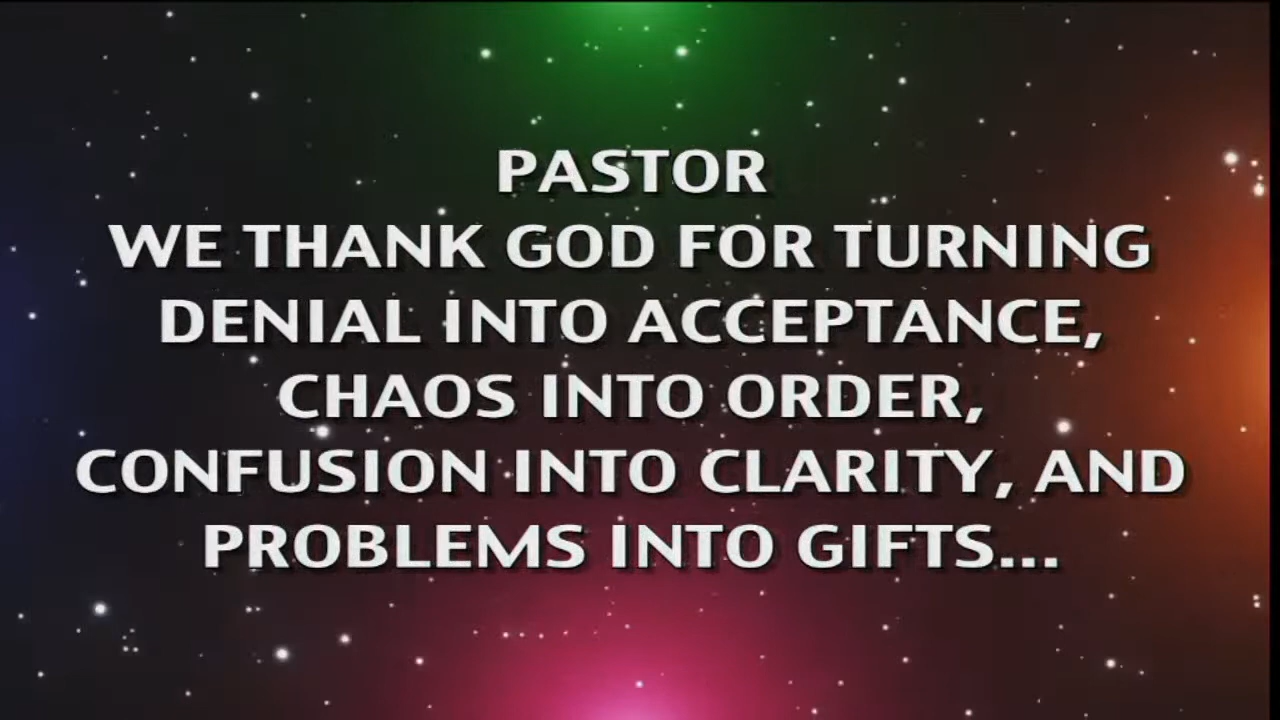 PASTOR
WE THANK GOD FOR TURNING
DENIAL INTO ACCEPTANCE,
CHAOS INTO ORDER,
CONFUSION INTO CLARITY, AND
PROBLEMS INTO GIFTS...